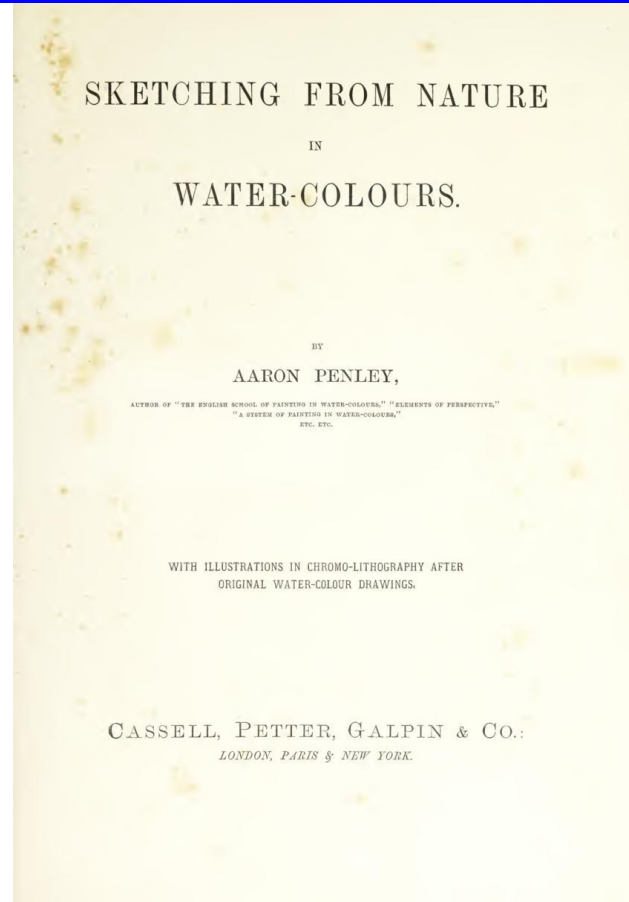 SKETCHING FROM NATURE
IN
WATER-COLOURS.
BY
AARON PENLEY,
AUTHOR OF "THE ENGLISH SCHOOL OF PAINTING IN WATER-COLOURS," "ELEMENTS OF PERSPECTIVE,"
"A SYSTEM OF PAINTING IN WATER-COLOURS,"
ETC. ETC.
WITH ILLUSTRATIONS IN CHROMO-LITHOGRAPHY AFTER
ORIGINAL WATER-COLOUR DRAWINGS.
CASSELL, PETTER, GALPIN & CO.:
LONDON, PARIS & NEW YORK.